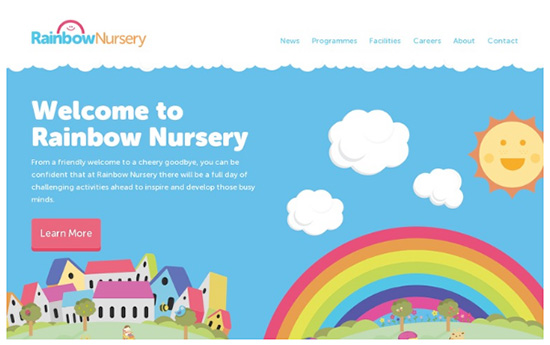 RainbowNursery
News Programmes Facilities Careers About Contact
Welcome to
Rainbow Nursery
From a friendly welcome to a cheery goodbye, you can be
confident that at Rainbow Nursery there will be a full day of
challenging activities ahead to inspire and develop those busy
minds.
Learn More